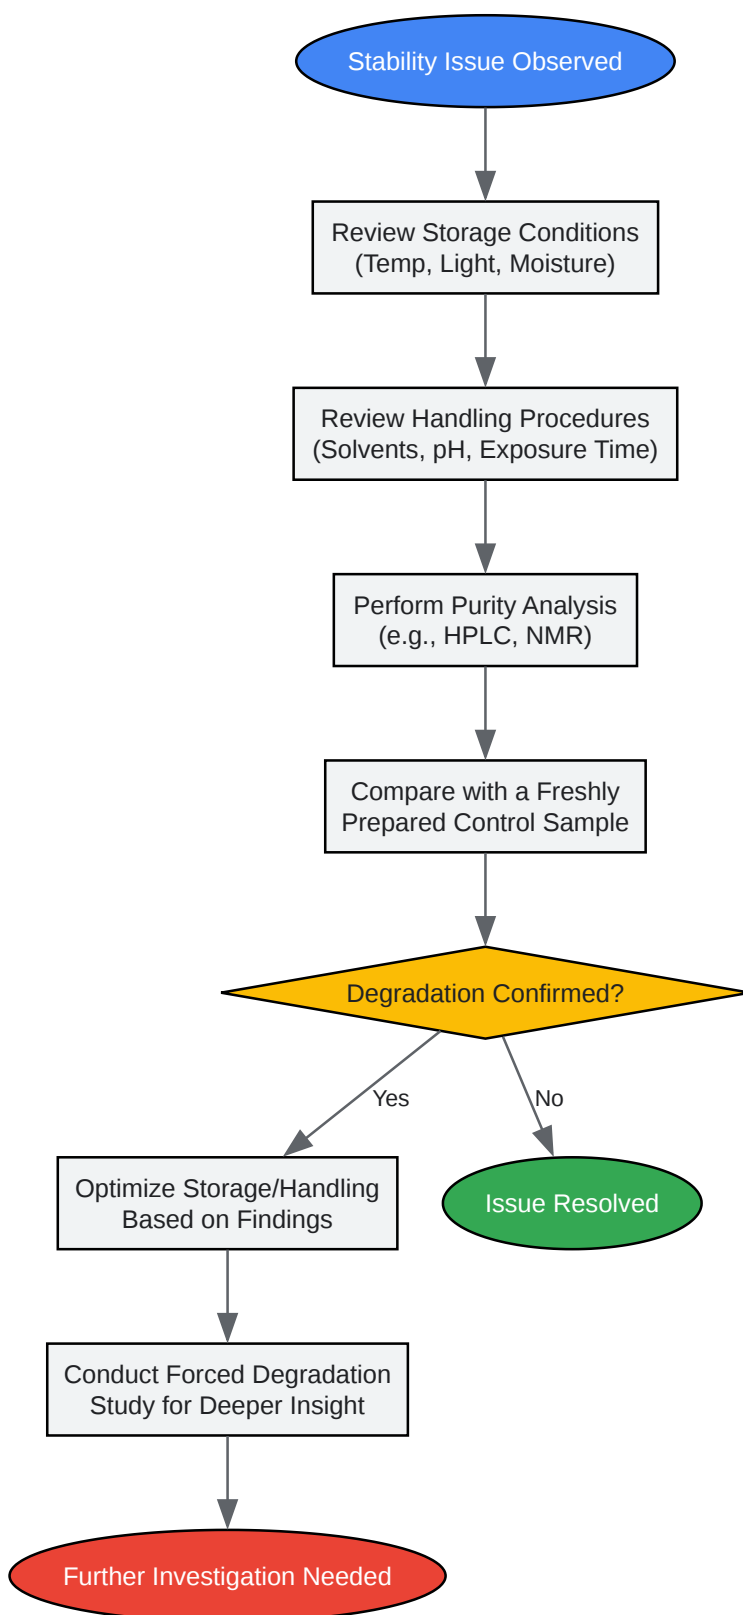 Stability Issue Observed
Review Storage Conditions
(Temp, Light, Moisture)
Review Handling Procedures
(Solvents, pH, Exposure Time)
Perform Purity Analysis
(e.g., HPLC, NMR)
Compare with a Freshly
Prepared Control Sample
Degradation Confirmed?
Yes
No
Optimize Storage/Handling
Based on Findings
Issue Resolved
Conduct Forced Degradation
Study for Deeper Insight
Further Investigation Needed